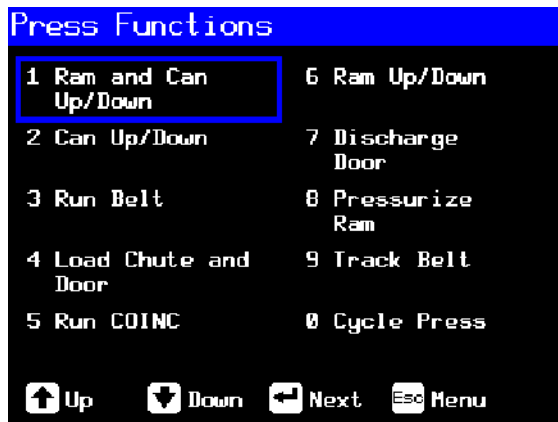 Press Functions
1 Ram and Can
Up/Down
2 Can Up/Down
3 Run Belt
4 Load Chute and
Door
5 Run COINC
6 Ram Up/Down
7 Discharge
Door
8 Pressurize
Ram
9 Track Belt
0 Cycle Press
Up Down Next Esc Menu